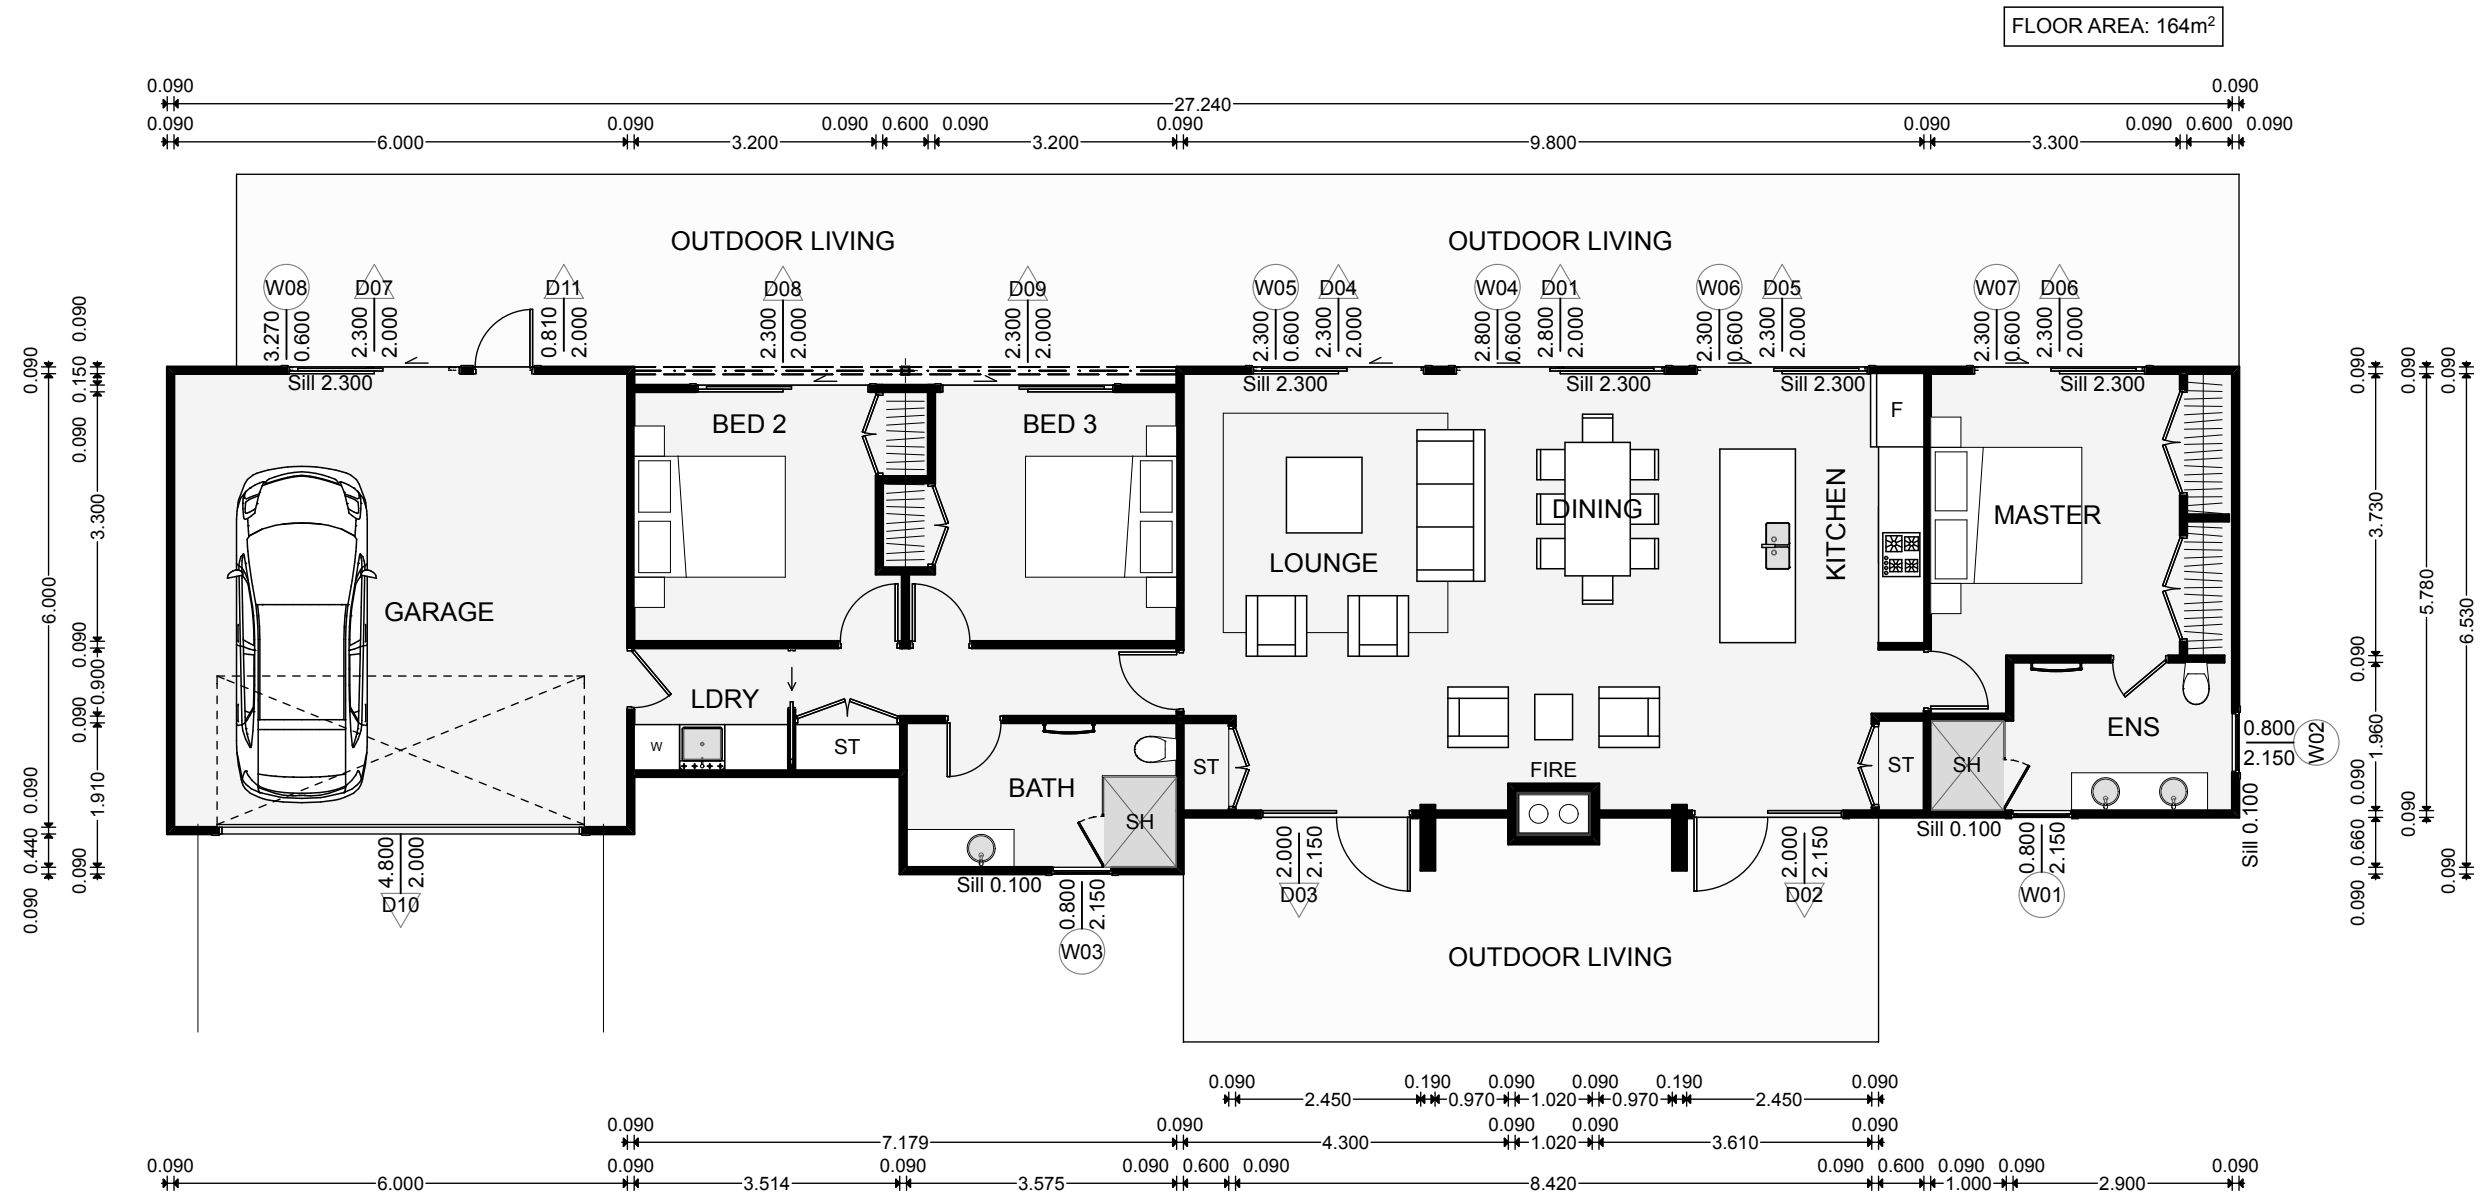 FLOOR AREA: 164m²
0.090
0.090
27.240
0.090
0.090
0.090
0.600
0.090
0.090
0.090
0.090
0.600
0.090
6.000
3.200
3.200
9.800
3.300
OUTDOOR LIVING
OUTDOOR LIVING
W08
D07
D11
D08
D09
W05
D04
W04
D01
W06
D05
W07
D06
3.270
0.600
2.300
2.000
0.810
2.000
2.300
2.000
2.300
2.000
2.300
0.600
2.300
2.000
2.800
0.600
2.800
2.000
2.300
0.600
2.300
2.000
2.300
0.600
2.300
2.000
Sill 2.300
Sill 2.300
Sill 2.300
Sill 2.300
Sill 2.300
0.090
6.000
0.090
0.440
0.090
0.090
0.150
0.090
3.300
0.090
0.900
0.090
1.910
0.090
BED 2
BED 3
F
GARAGE
LOUNGE
DINING
KITCHEN
MASTER
LDRY
W
ST
BATH
SH
ST
FIRE
ST
SH
ENS
0.800
2.150
W02
Sill 0.100
Sill 0.100
Sill 0.100
4.800
2.000
D10
0.800
2.150
W03
2.000
2.150
D03
2.000
2.150
D02
0.800
2.150
W01
OUTDOOR LIVING
0.090
3.730
0.090
1.960
0.090
0.660
0.090
0.090
5.780
0.090
0.090
6.530
0.090
0.090
0.190
0.090
0.090
0.190
0.090
2.450
0.970
1.020
0.970
2.450
0.090
0.090
0.090
0.090
0.090
7.179
4.300
1.020
3.610
0.090
0.090
0.090
0.090
0.600
0.090
0.090
0.600
0.090
0.090
0.090
6.000
3.514
3.575
8.420
1.000
2.900